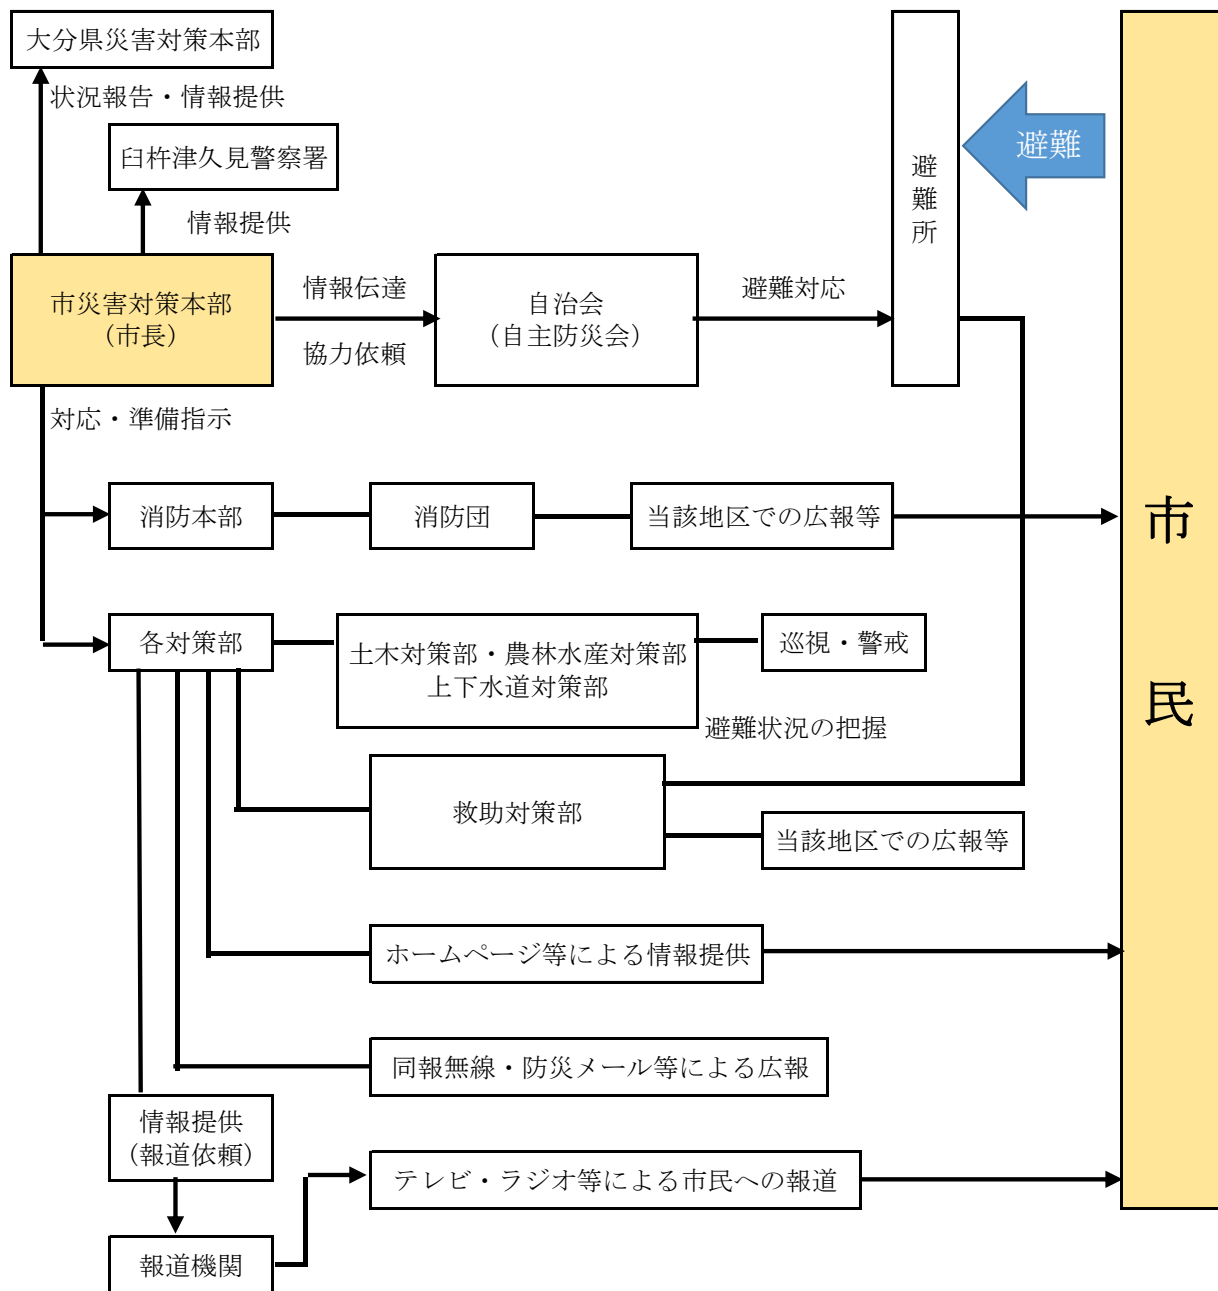 大分県災害対策本部
状況報告・情報提供
臼杵津久見警察署
情報提供
避難
避難所
市災害対策本部
（市長）
情報伝達
協力依頼
自治会
（自主防災会）
避難対応
対応・準備指示
消防本部
消防団
当該地区での広報等
市民
各対策部
土木対策部・農林水産対策部
上下水道対策部
巡視・警戒
避難状況の把握
救助対策部
当該地区での広報等
ホームページ等による情報提供
同報無線・防災メール等による広報
情報提供
（報道依頼）
テレビ・ラジオ等による市民への報道
報道機関